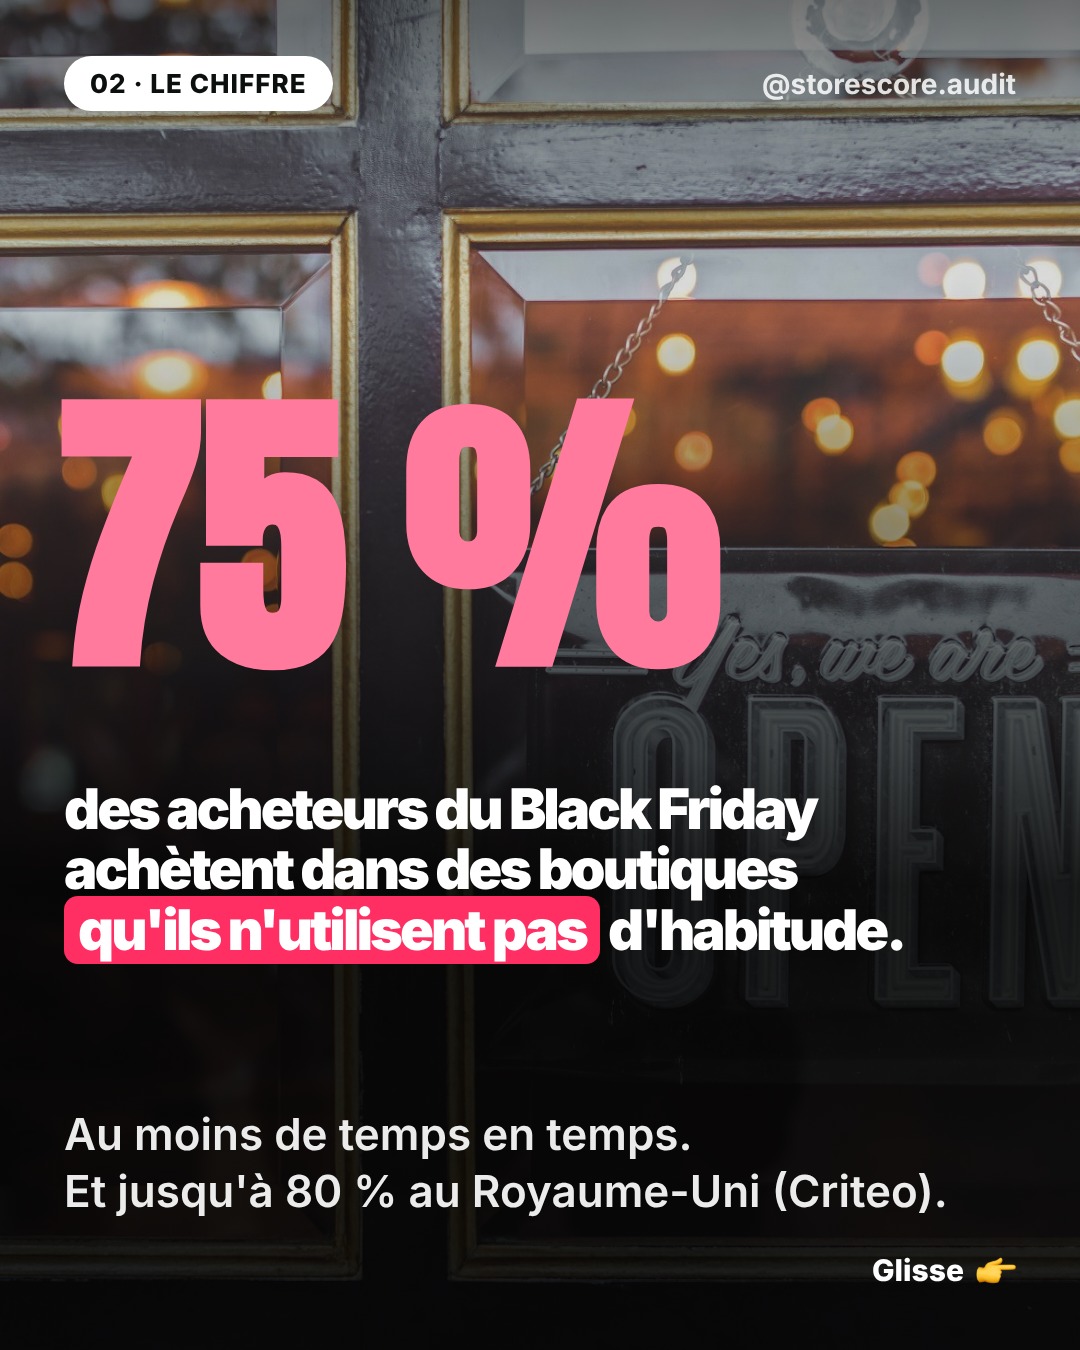 02 · LE CHIFFRE
@storescore.audit
75 %
Yes, we are
OPEN
des acheteurs du Black Friday
achètent dans des boutiques
qu'ils n'utilisent pas d'habitude.
Au moins de temps en temps.
Et jusqu'à 80 % au Royaume-Uni (Criteo).
Glisse 👉